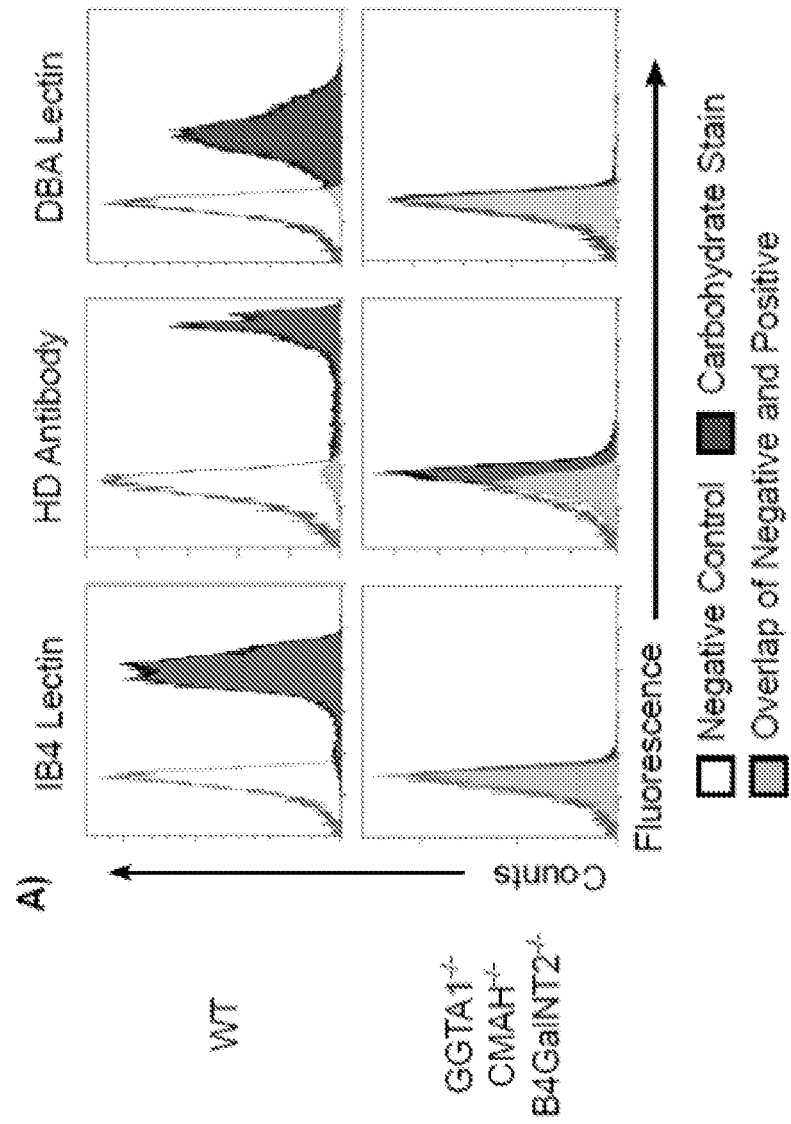 A)
IB4 Lectin
HD Antibody
DBA Lectin
WT
GGTA1-/-
CMAH-/-
B4GalNT2-/-
Counts
Fluorescence
Negative Control
Carbohydrate Stain
Overlap of Negative and Positive